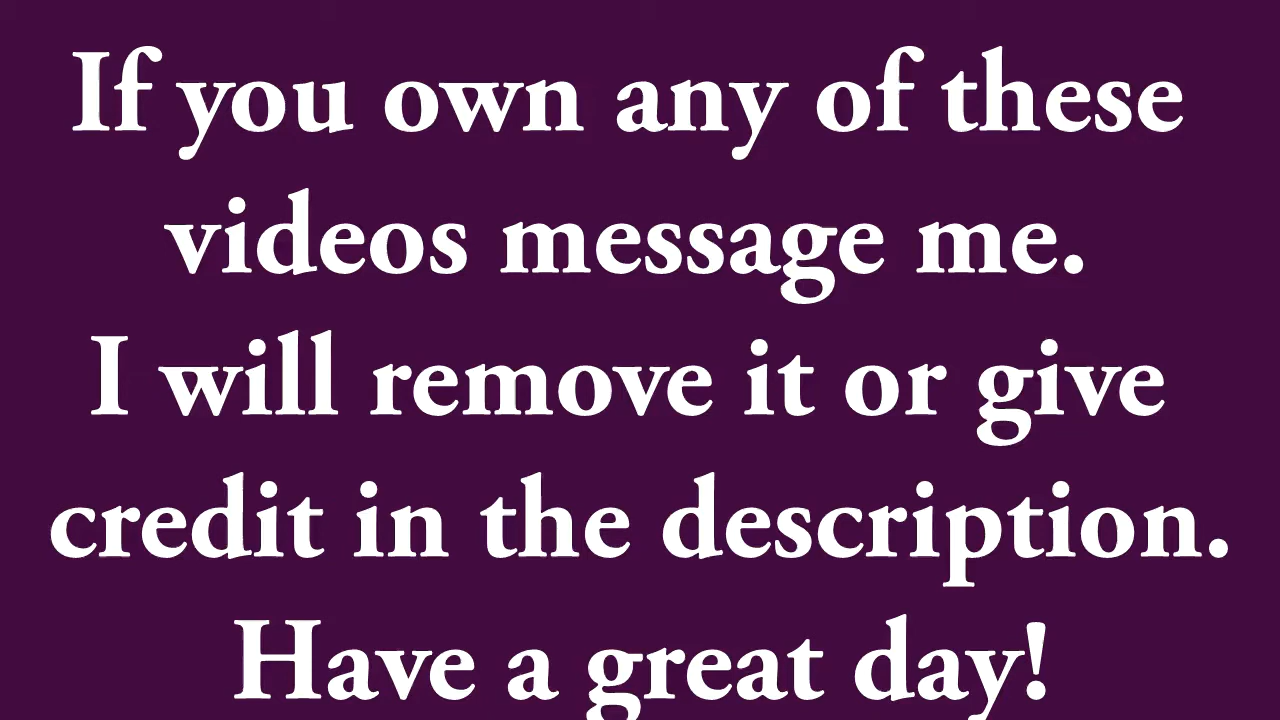 If you own any of these
videos message me.
I will remove it or give
credit in the description.
Have a great day!